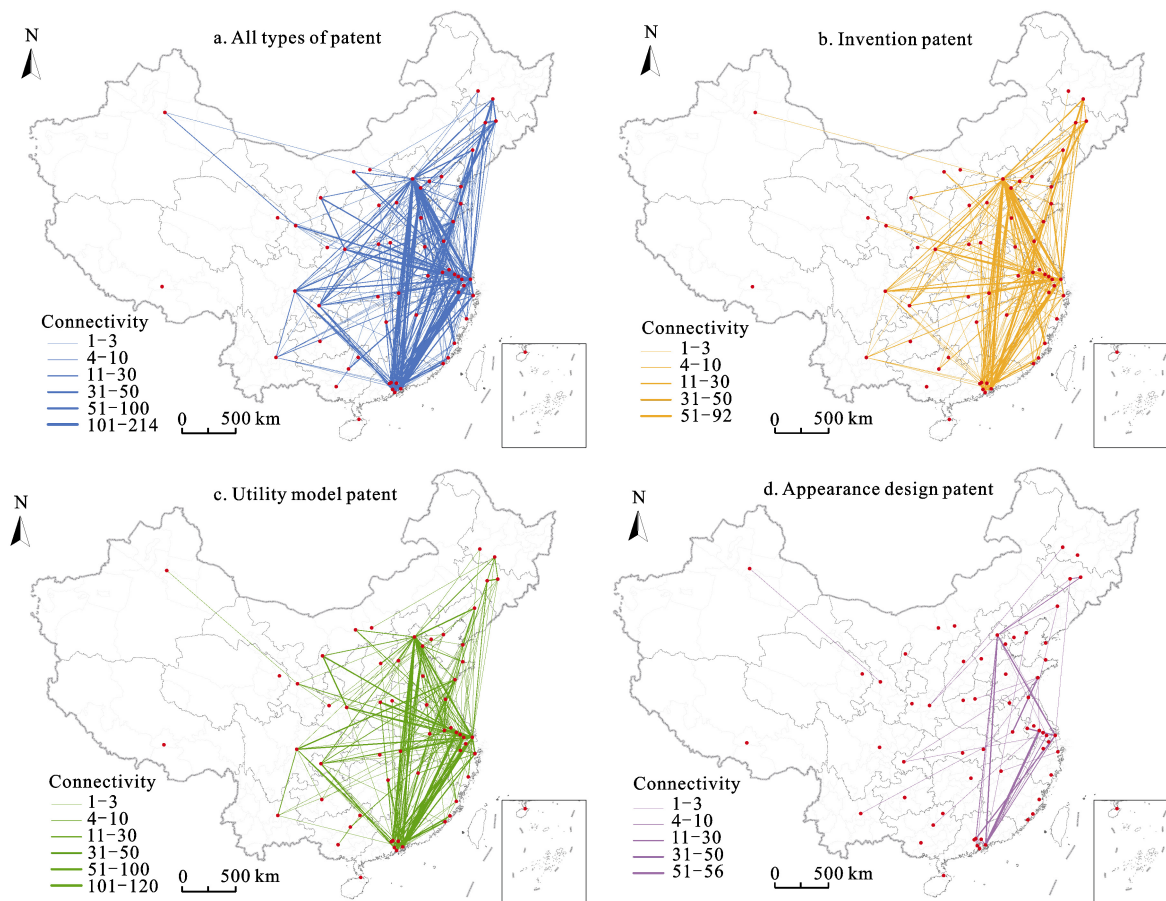 a. All types of patent
N
Connectivity
1-3
4-10
11-30
31-50
51-100
101-214
0 500 km
b. Invention patent
N
Connectivity
1-3
4-10
11-30
31-50
51-92
0 500 km
c. Utility model patent
N
Connectivity
1-3
4-10
11-30
31-50
51-100
101-120
0 500 km
d. Appearance design patent
N
Connectivity
1-3
4-10
11-30
31-50
51-56
0 500 km